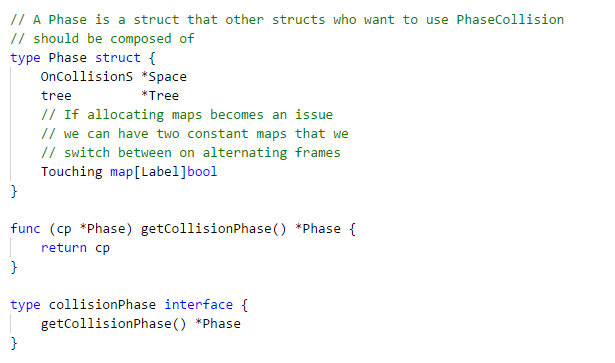 // A Phase is a struct that other structs who want to use PhaseCollision
// should be composed of
type Phase struct {
    OnCollisionS *Space
    tree         *Tree
    // If allocating maps becomes an issue
    // we can have two constant maps that we
    // switch between on alternating frames
    Touching map[Label]bool
}

func (cp *Phase) getCollisionPhase() *Phase {
    return cp
}

type collisionPhase interface {
    getCollisionPhase() *Phase
}